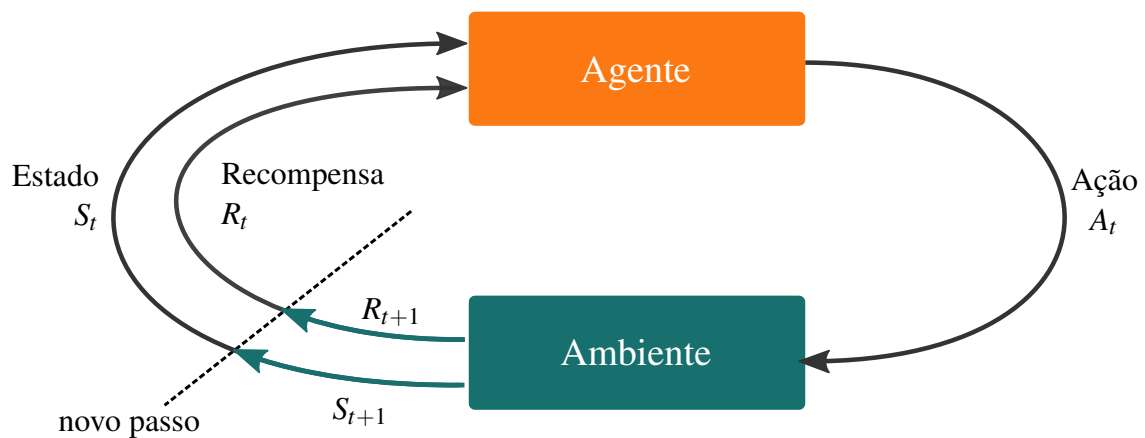 Agente
Estado
S_t
Recompensa
R_t
Ação
A_t
R_{t+1}
Ambiente
S_{t+1}
novo passo